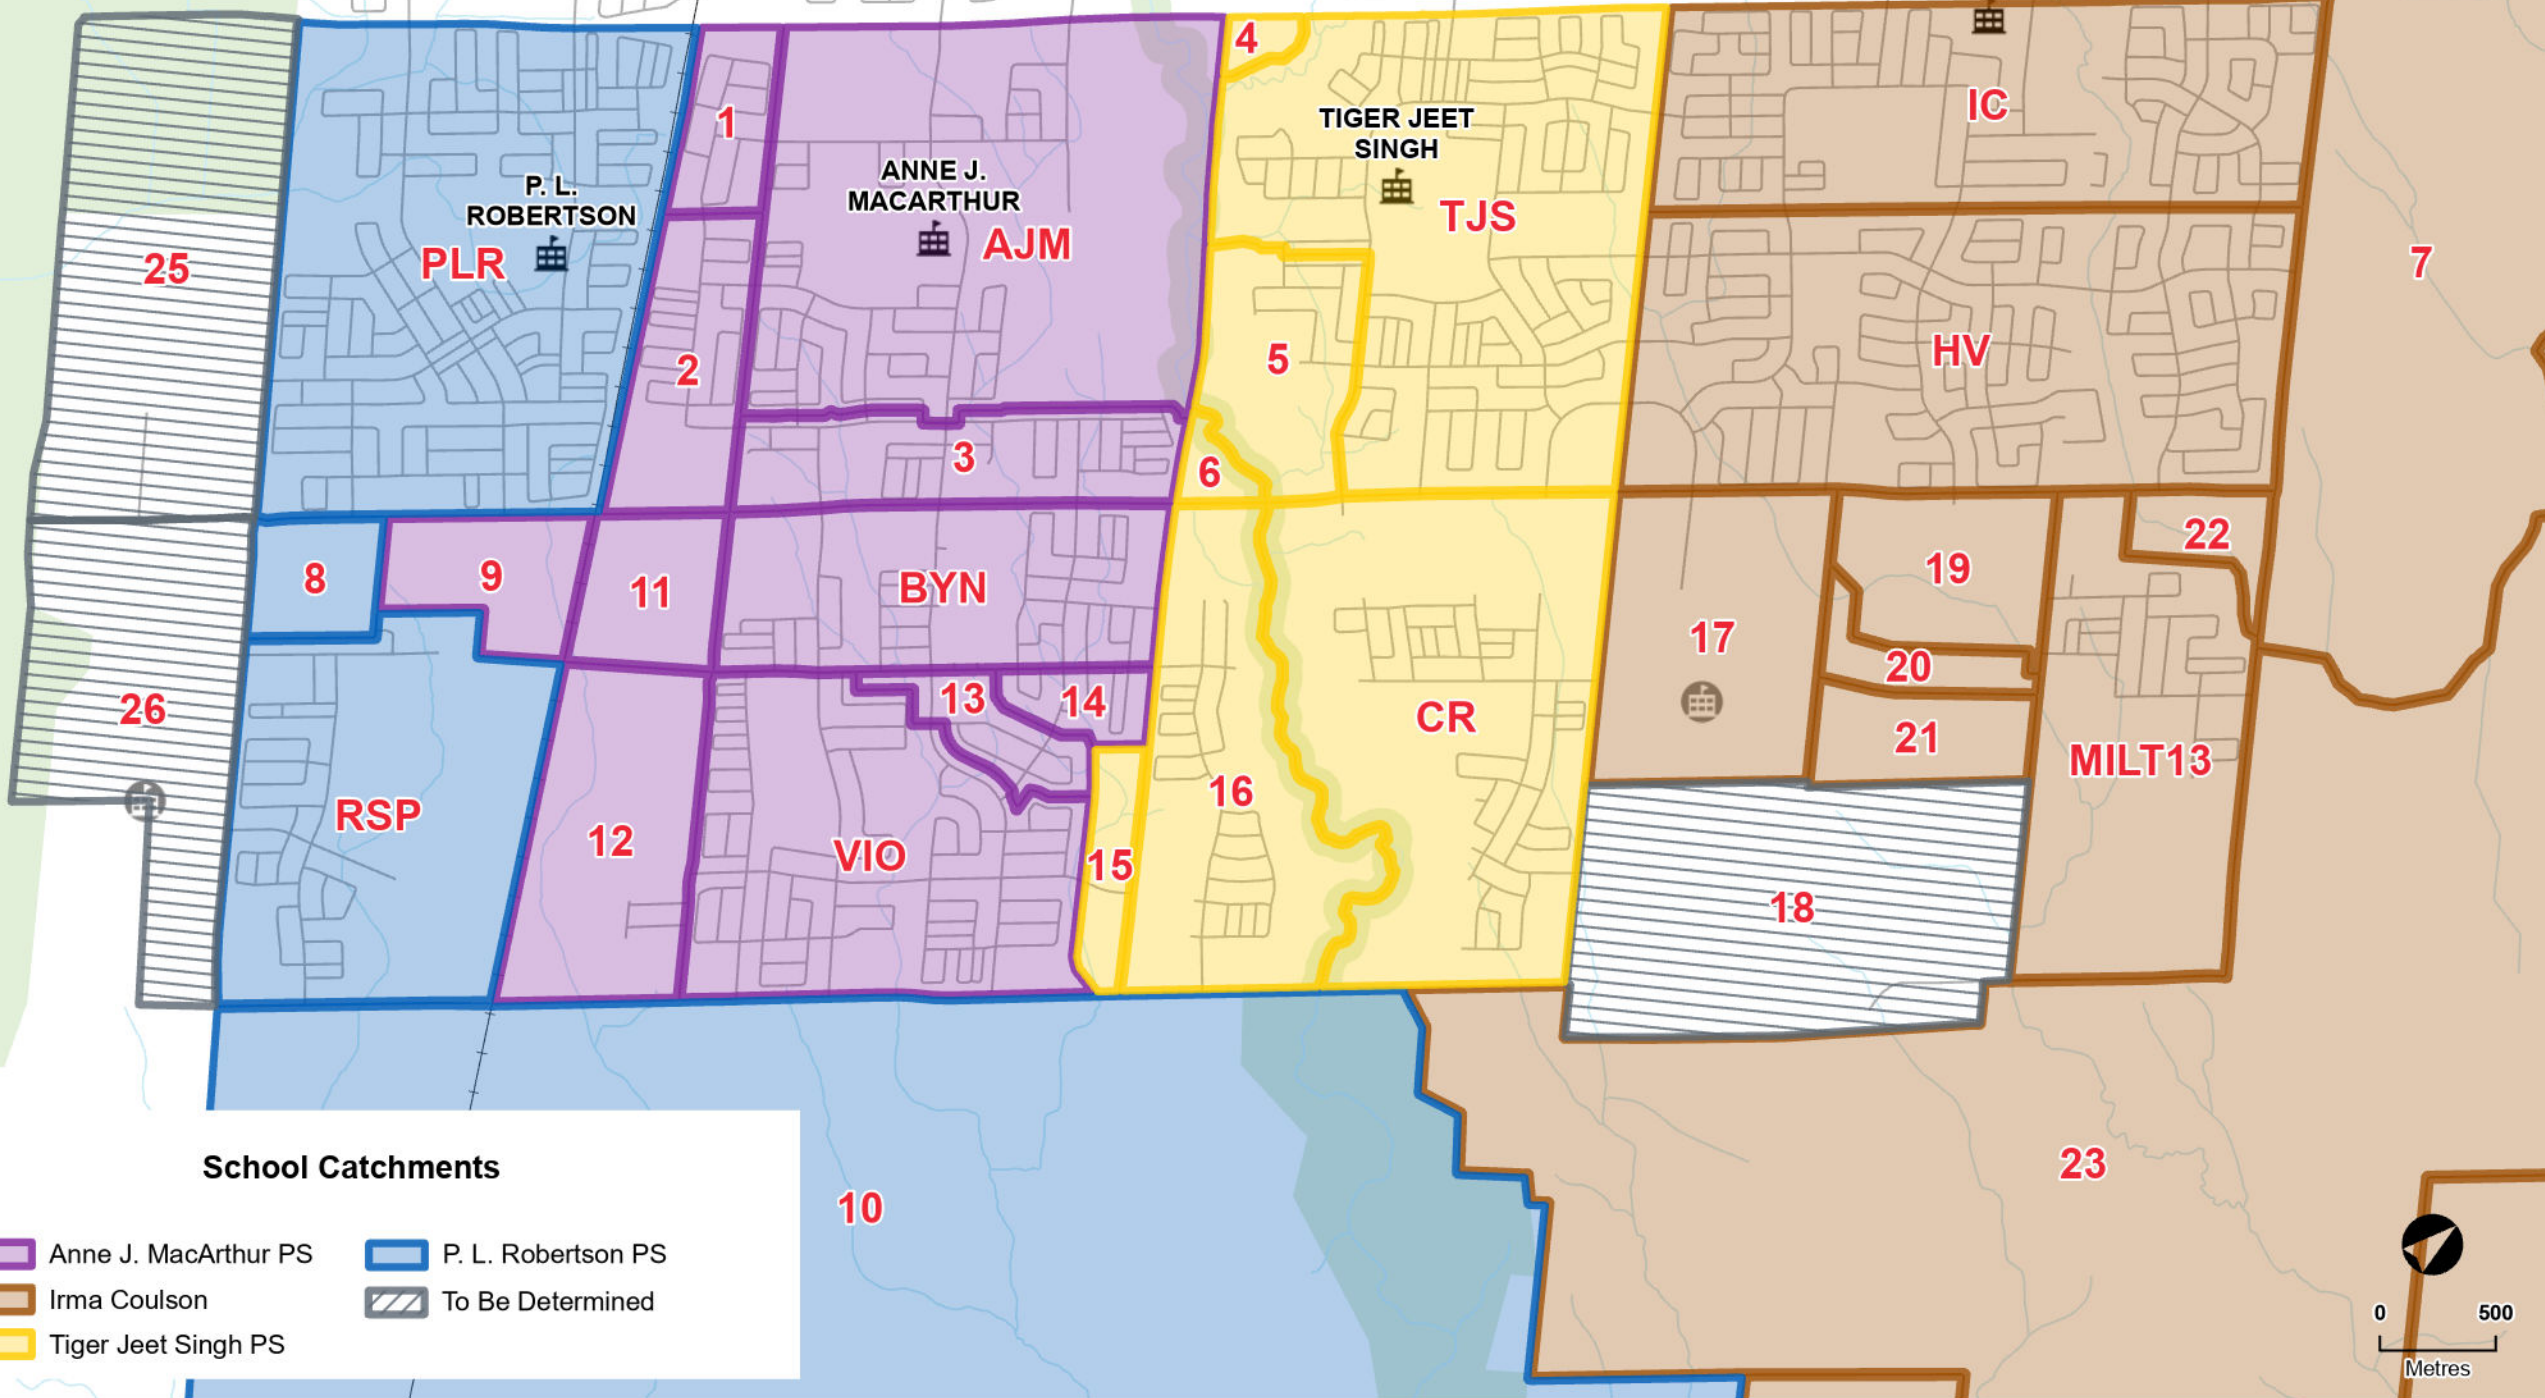 4
IC
1
TIGER JEET
SINGH
ANNE J.
MACARTHUR
P. L.
ROBERTSON
TJS
AJM
PLR
25
7
5
HV
2
3
6
22
19
8
9
11
BYN
17
20
13
14
26
CR
21
MILT13
16
RSP
12
VIO
15
18
School Catchments
23
10
Anne J. MacArthur PS
P. L. Robertson PS
Irma Coulson
To Be Determined
Tiger Jeet Singh PS
0 500
Metres